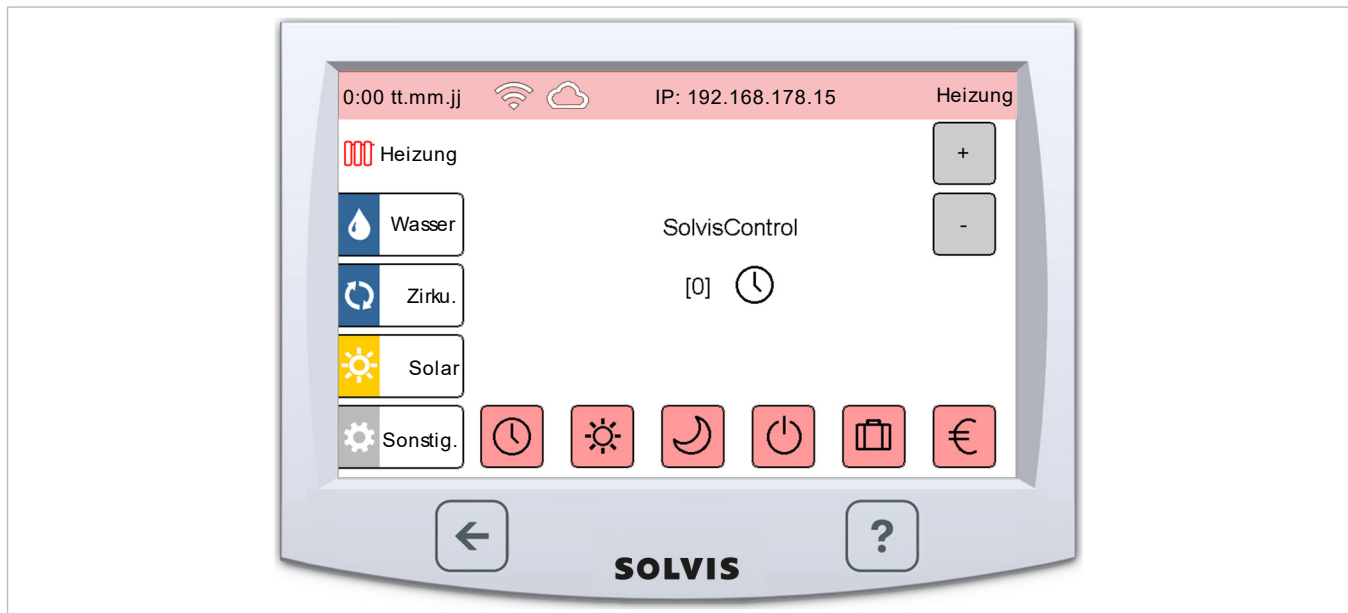 0:00 tt.mm.jj IP: 192.168.178.15 Heizung
Heizung
+
Wasser
SolvisControl
-
Zirku.
[0]
Solar
Sonstig.
€
?
SOLVIS